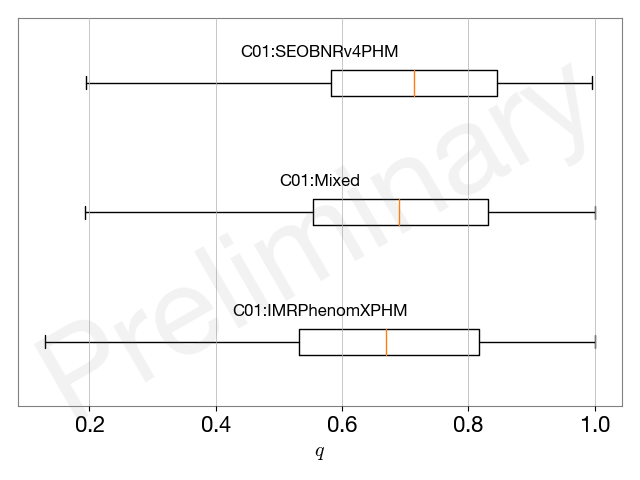 C01:SEOBNRv4PHM
C01:Mixed
C01:IMRPhenomXPHM
Preliminary
0.2 0.4 0.6 0.8 1.0
q